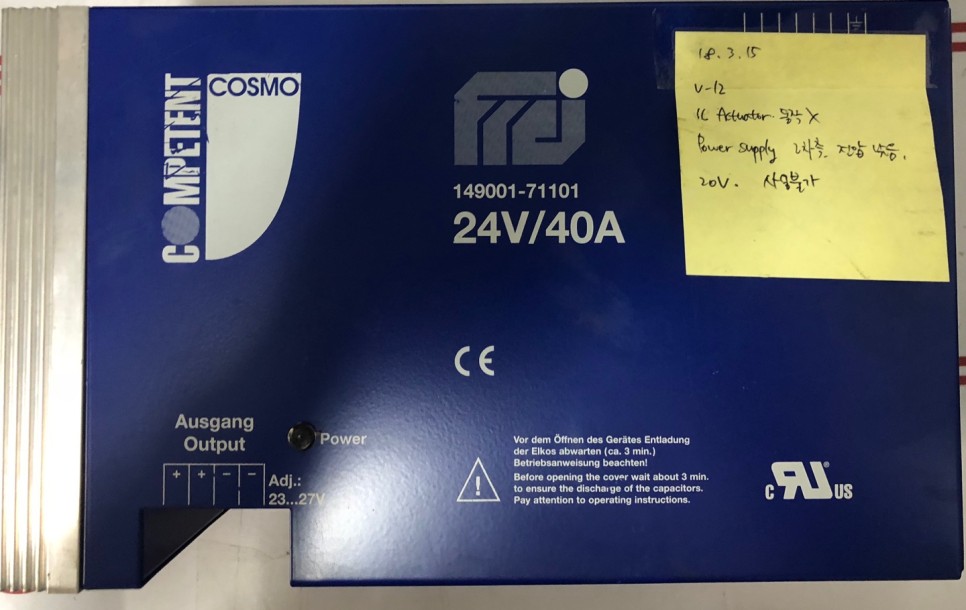 COMPETENT
COSMO
149001-71101
24V/40A
18.3.15
V-12
IC Actuator 동작 X
Power supply 2차측 전압 낮음.
20V. 사용불가
CE
Ausgang
Output
Power
+ + − −
Adj.:
23...27V
Vor dem Öffnen des Gerätes Entladung
der Elkos abwarten (ca. 3 min.)
Betriebsanweisung beachten!
Before opening the cover wait about 3 min.
to ensure the discharge of the capacitors.
Pay attention to operating instructions.
!
c RU US